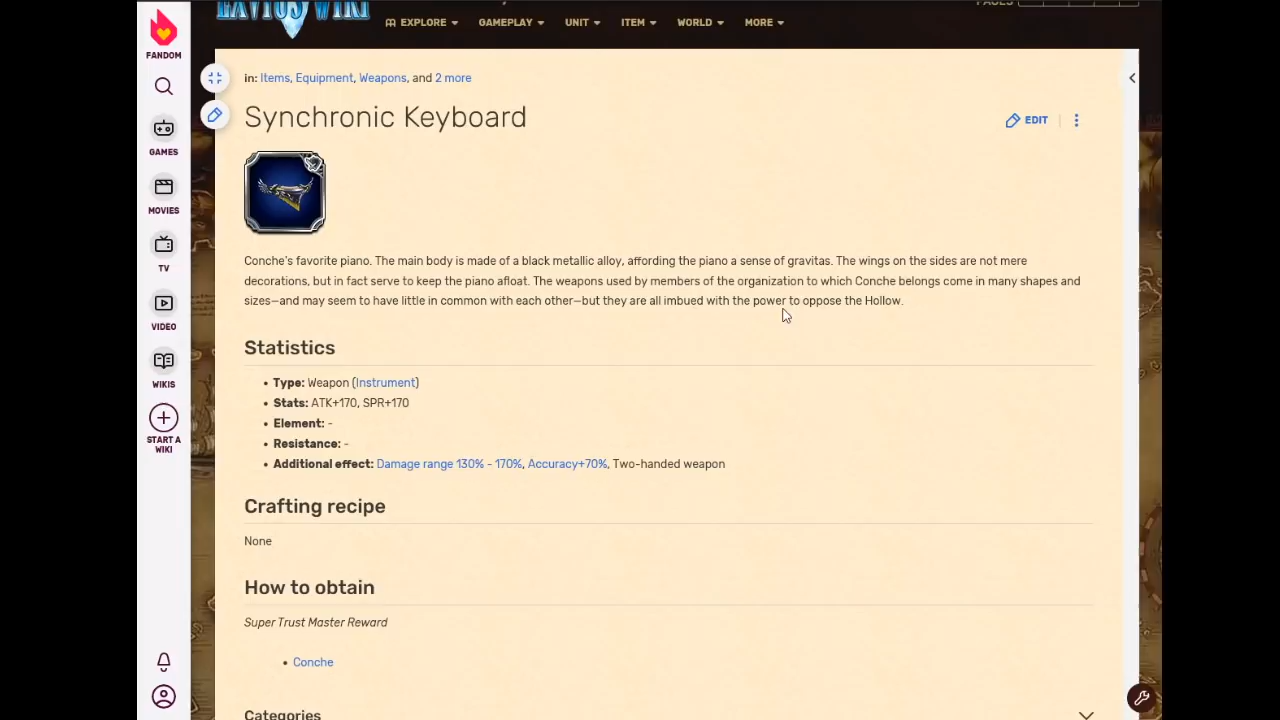 EXVIUS WIKI
EXPLORE GAMEPLAY UNIT ITEM WORLD MORE
PAGES
FANDOM
GAMES
MOVIES
TV
VIDEO
WIKIS
START A
WIKI
in: Items, Equipment, Weapons, and 2 more
Synchronic Keyboard
EDIT
Conche's favorite piano. The main body is made of a black metallic alloy, affording the piano a sense of gravitas. The wings on the sides are not mere
decorations, but in fact serve to keep the piano afloat. The weapons used by members of the organization to which Conche belongs come in many shapes and
sizes—and may seem to have little in common with each other—but they are all imbued with the power to oppose the Hollow.
Statistics
• Type: Weapon (Instrument)
• Stats: ATK+170, SPR+170
• Element: -
• Resistance: -
• Additional effect: Damage range 130% - 170%, Accuracy+70%, Two-handed weapon
Crafting recipe
None
How to obtain
Super Trust Master Reward
• Conche
Categories